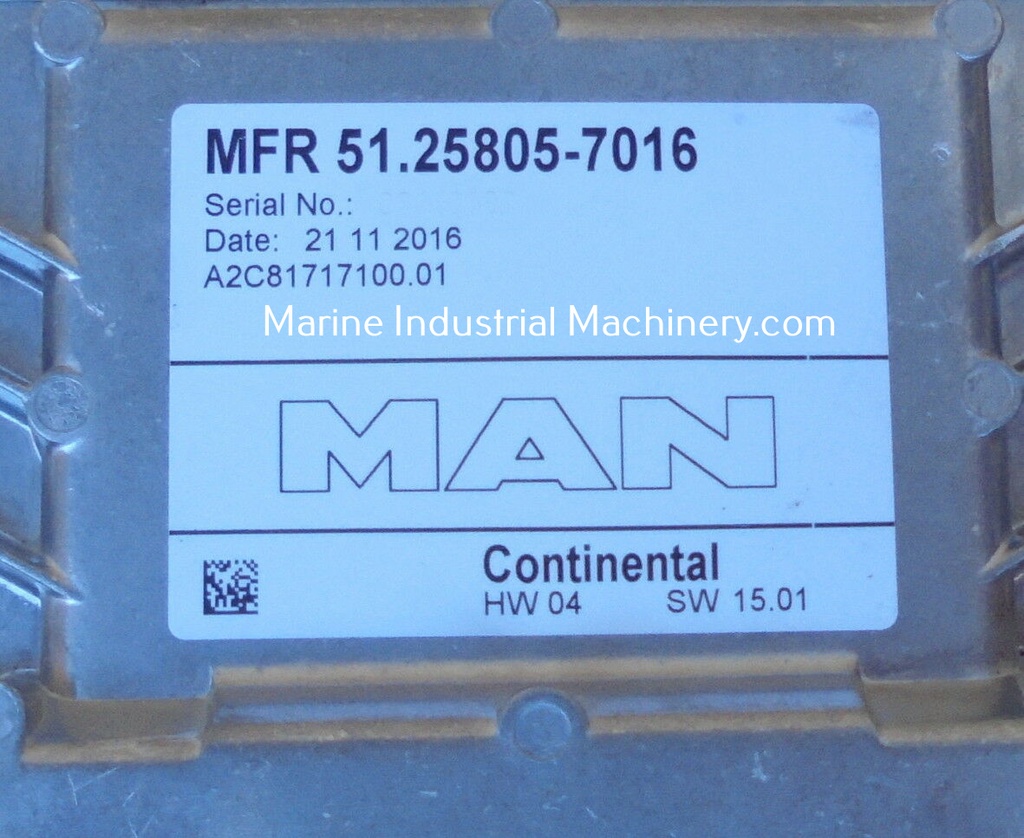 MFR 51.25805-7016
Serial No.:
Date: 21 11 2016
A2C81717100.01
Marine Industrial Machinery.com
MAN
Continental
HW 04 SW 15.01